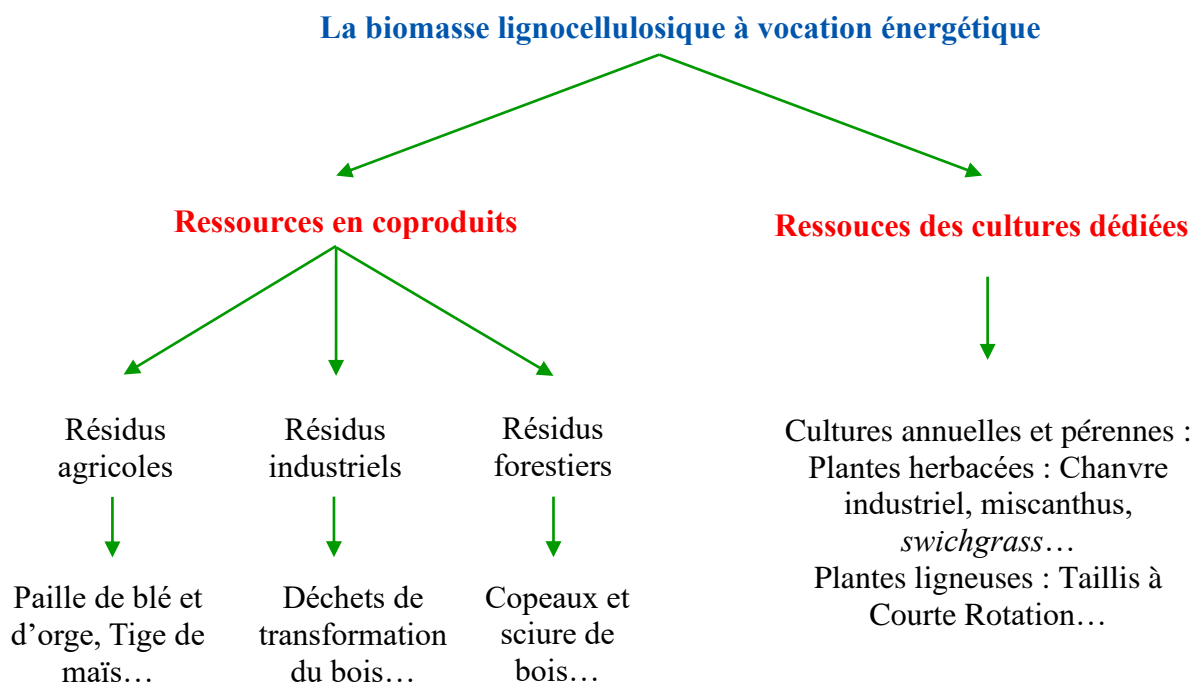 La biomasse lignocellulosique à vocation énergétique
Ressources en coproduits
Ressouces des cultures dédiées
Résidus
agricoles
Résidus
industriels
Résidus
forestiers
Paille de blé et
d’orge, Tige de
maïs…
Déchets de
transformation
du bois…
Copeaux et
sciure de
bois…
Cultures annuelles et pérennes :
Plantes herbacées : Chanvre
industriel, miscanthus,
swichgrass…
Plantes ligneuses : Taillis à
Courte Rotation…